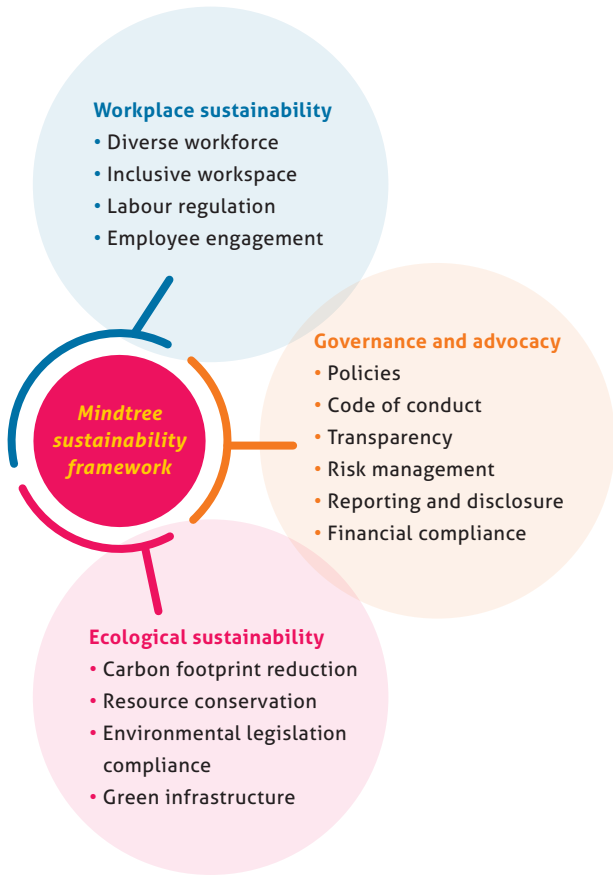 Workplace sustainability
• Diverse workforce
• Inclusive workspace
• Labour regulation
• Employee engagement
Governance and advocacy
• Policies
• Code of conduct
• Transparency
• Risk management
• Reporting and disclosure
• Financial compliance
Mindtree
sustainability
framework
Ecological sustainability
• Carbon footprint reduction
• Resource conservation
• Environmental legislation
compliance
• Green infrastructure